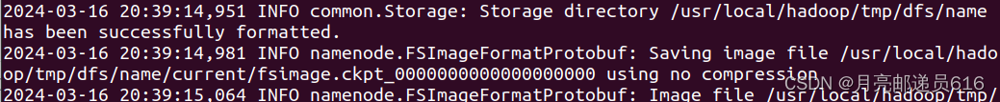 2024-03-16 20:39:14,951 INFO common.Storage: Storage directory /usr/local/hadoop/tmp/dfs/name
has been successfully formatted.
2024-03-16 20:39:14,981 INFO namenode.FSImageFormatProtobuf: Saving image file /usr/local/hado
op/tmp/dfs/name/current/fsimage.ckpt_0000000000000000000 using no compression
2024-03-16 20:39:15,064 INFO namenode.FSImageFormatProtobuf: Image file /usr/local/hadoop/tmp/
CSDN @月亮邮递员616